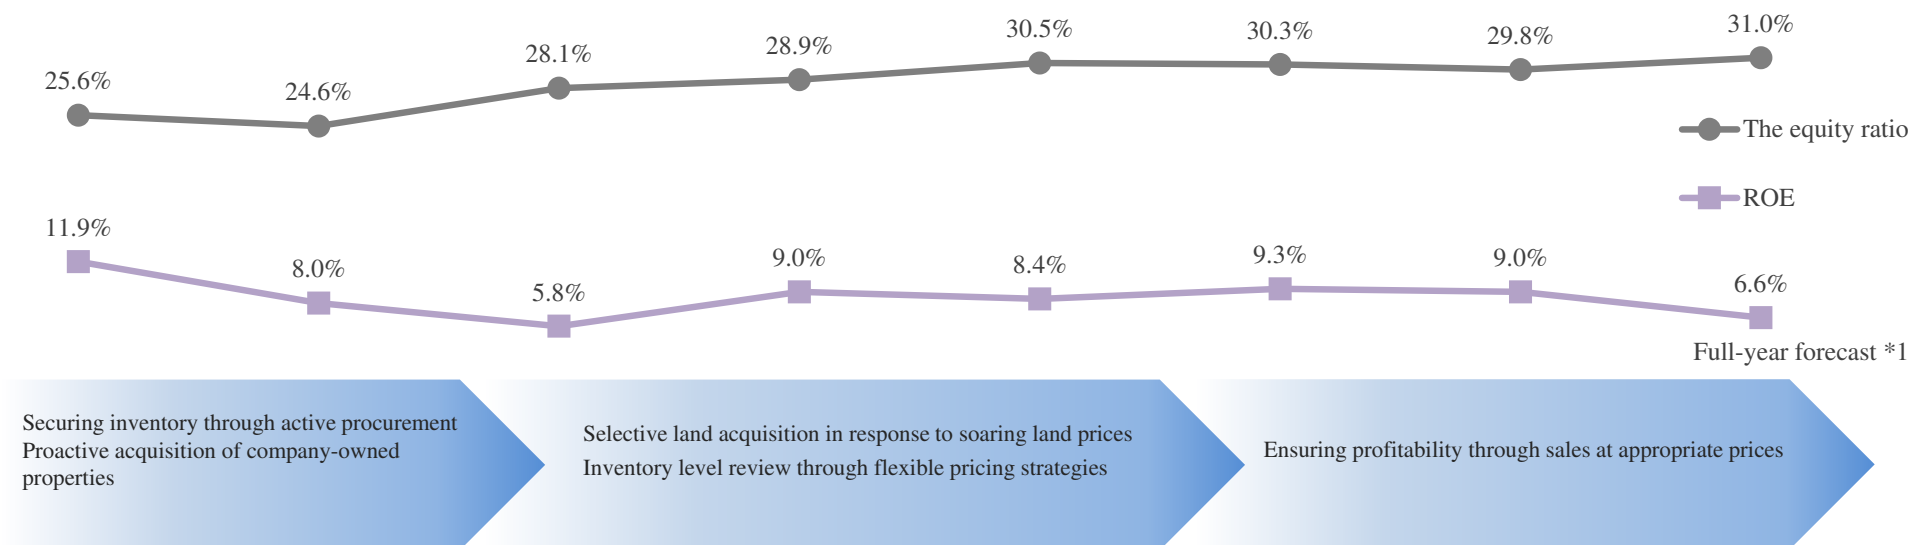 25.6%
24.6%
28.1%
28.9%
30.5%
30.3%
29.8%
31.0%
The equity ratio
ROE
11.9%
8.0%
5.8%
9.0%
8.4%
9.3%
9.0%
6.6%
Full-year forecast *1
Securing inventory through active procurement
Proactive acquisition of company-owned
properties
Selective land acquisition in response to soaring land prices
Inventory level review through flexible pricing strategies
Ensuring profitability through sales at appropriate prices